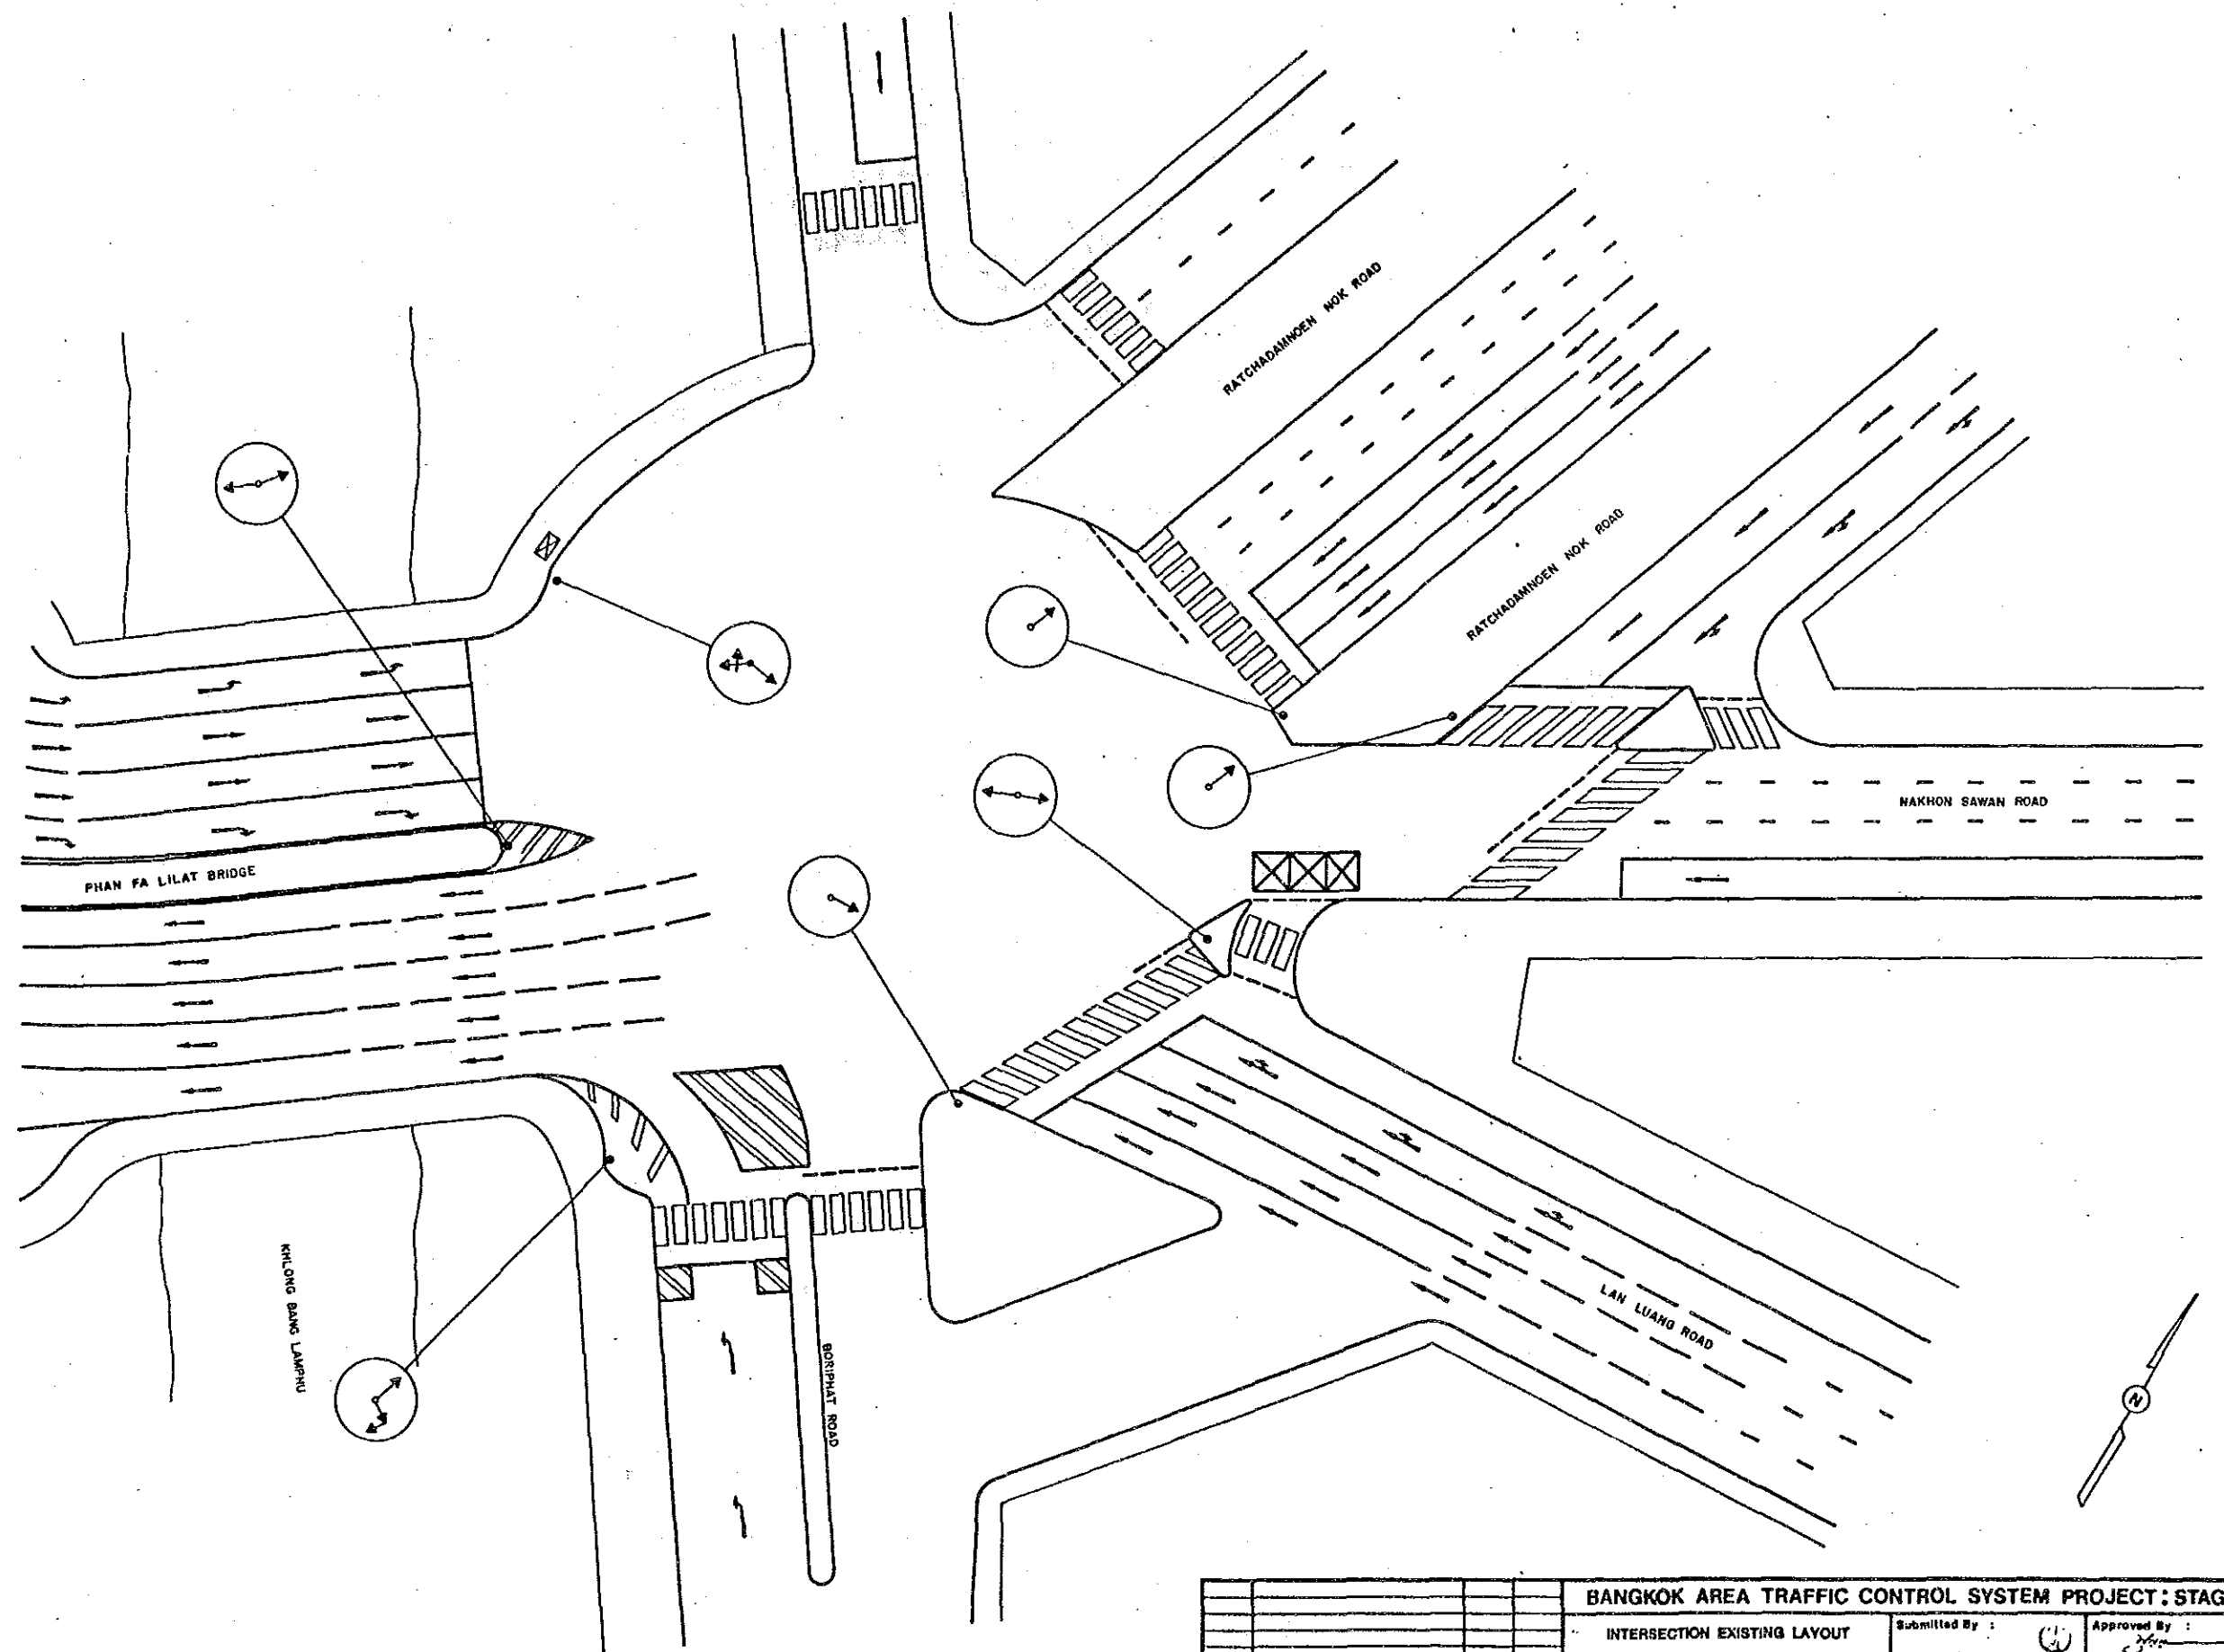 RATCHADAMNOEN NOK ROAD
RATCHADAMNOEN NOK ROAD
NAKHON SAWAN ROAD
PHAN FA LILAT BRIDGE
KHLONG BANG LAMPHU
BORIPHAT ROAD
LAN LUANG ROAD
N
BANGKOK AREA TRAFFIC CONTROL SYSTEM PROJECT: STAG
INTERSECTION EXISTING LAYOUT
Submitted By :
Approved By :